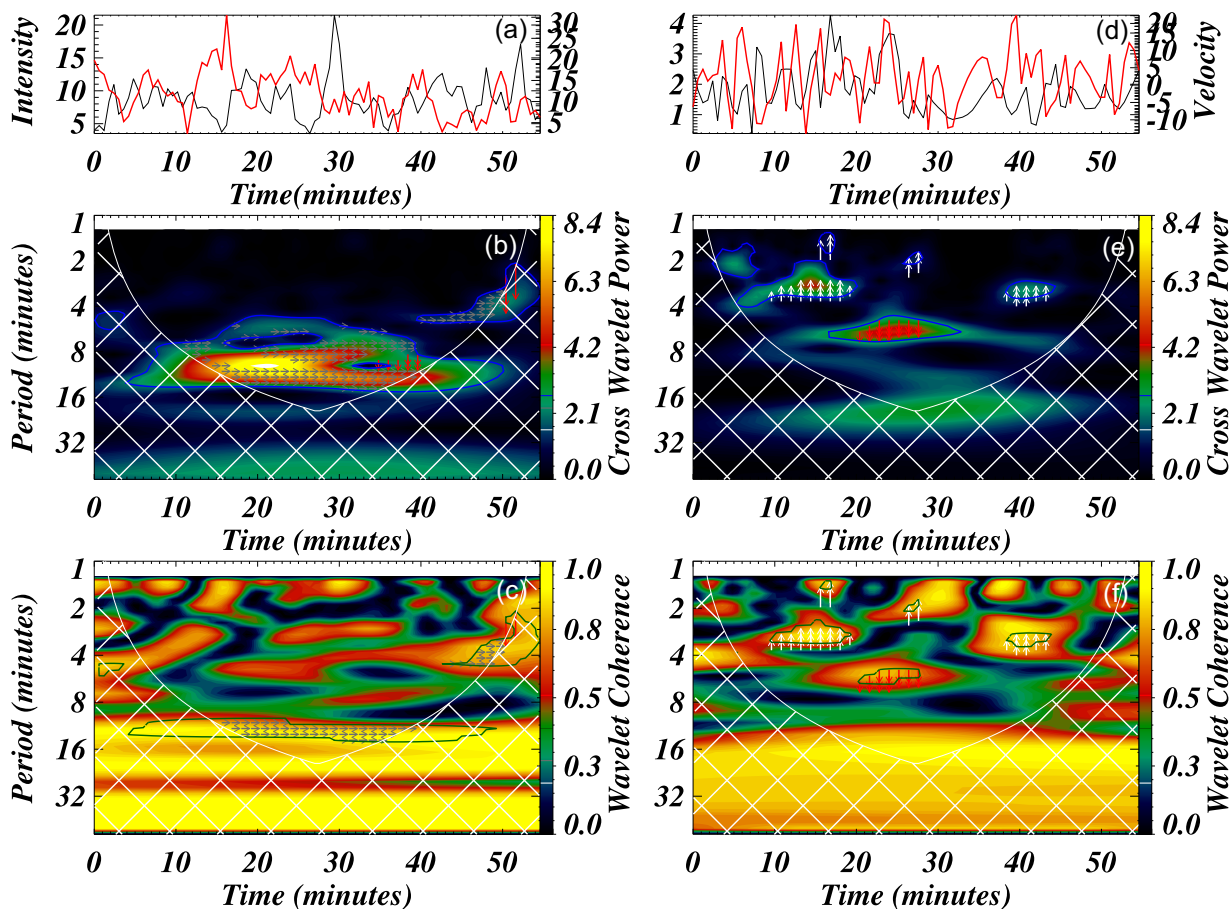 20
15
10
5
Intensity
(a)
30
25
20
15
10
5
0 10 20 30 40 50
Time(minutes)
4
3
2
1
(d)
20
15
10
5
0
-5
-10
Velocity
0 10 20 30 40 50
Time(minutes)
1
2
4
8
16
32
Period (minutes)
(b)
8.4
6.3
4.2
2.1
0.0
Cross Wavelet Power
0 10 20 30 40 50
Time (minutes)
1
2
4
8
16
32
(e)
8.4
6.3
4.2
2.1
0.0
Cross Wavelet Power
0 10 20 30 40 50
Time (minutes)
1
2
4
8
16
32
Period (minutes)
(c)
1.0
0.8
0.6
0.5
0.3
0.0
Wavelet Coherence
0 10 20 30 40 50
Time (minutes)
1
2
4
8
16
32
(f)
1.0
0.8
0.6
0.5
0.3
0.0
Wavelet Coherence
0 10 20 30 40 50
Time (minutes)